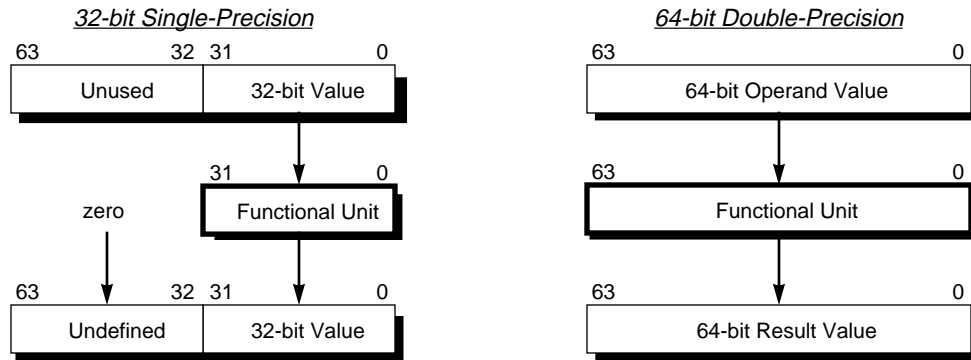 32-bit Single-Precision
63 32 31 0
Unused 32-bit Value
31 0
Functional Unit
zero
63 32 31 0
Undefined 32-bit Value
64-bit Double-Precision
63 0
64-bit Operand Value
63 0
Functional Unit
63 0
64-bit Result Value